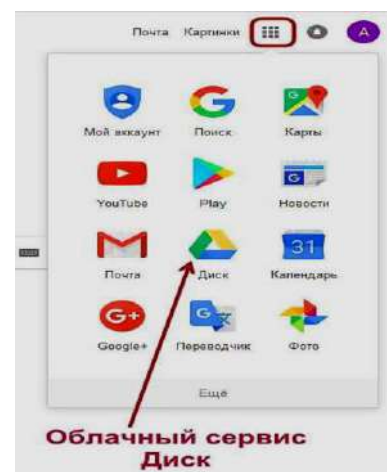 Почта Картинки A
Мой аккаунт Поиск Карты
YouTube Play Новости
31
Почта Диск Календарь
G+
Google+ Переводчик Фото
Ещё
Облачный сервис
Диск